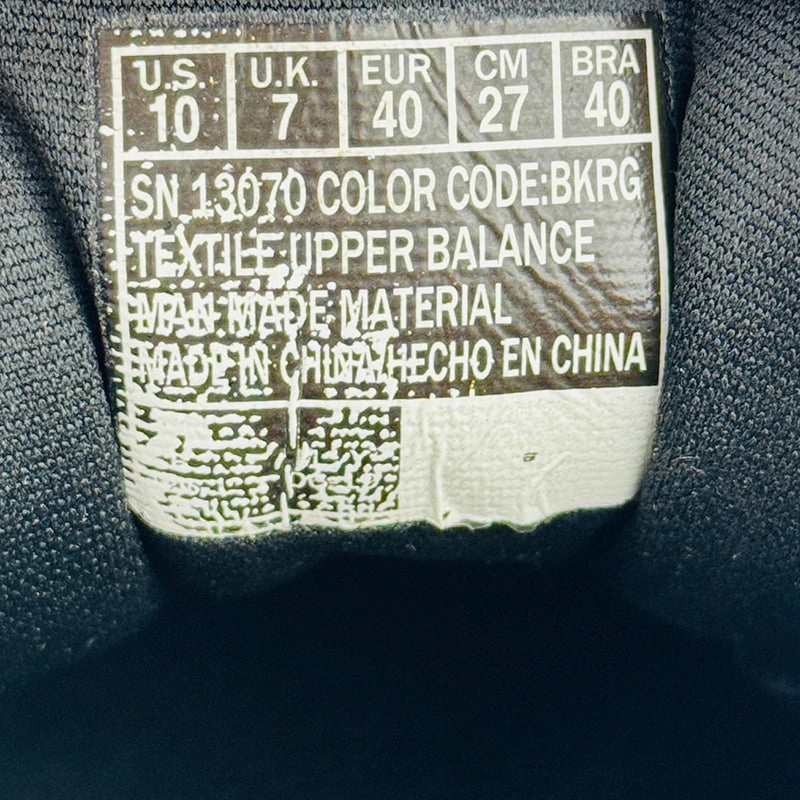 U.S. U.K. EUR CM BRA
10 7 40 27 40
SN 13070 COLOR CODE:BKRG
TEXTILE UPPER BALANCE
MAN MADE MATERIAL
MADE IN CHINA/HECHO EN CHINA